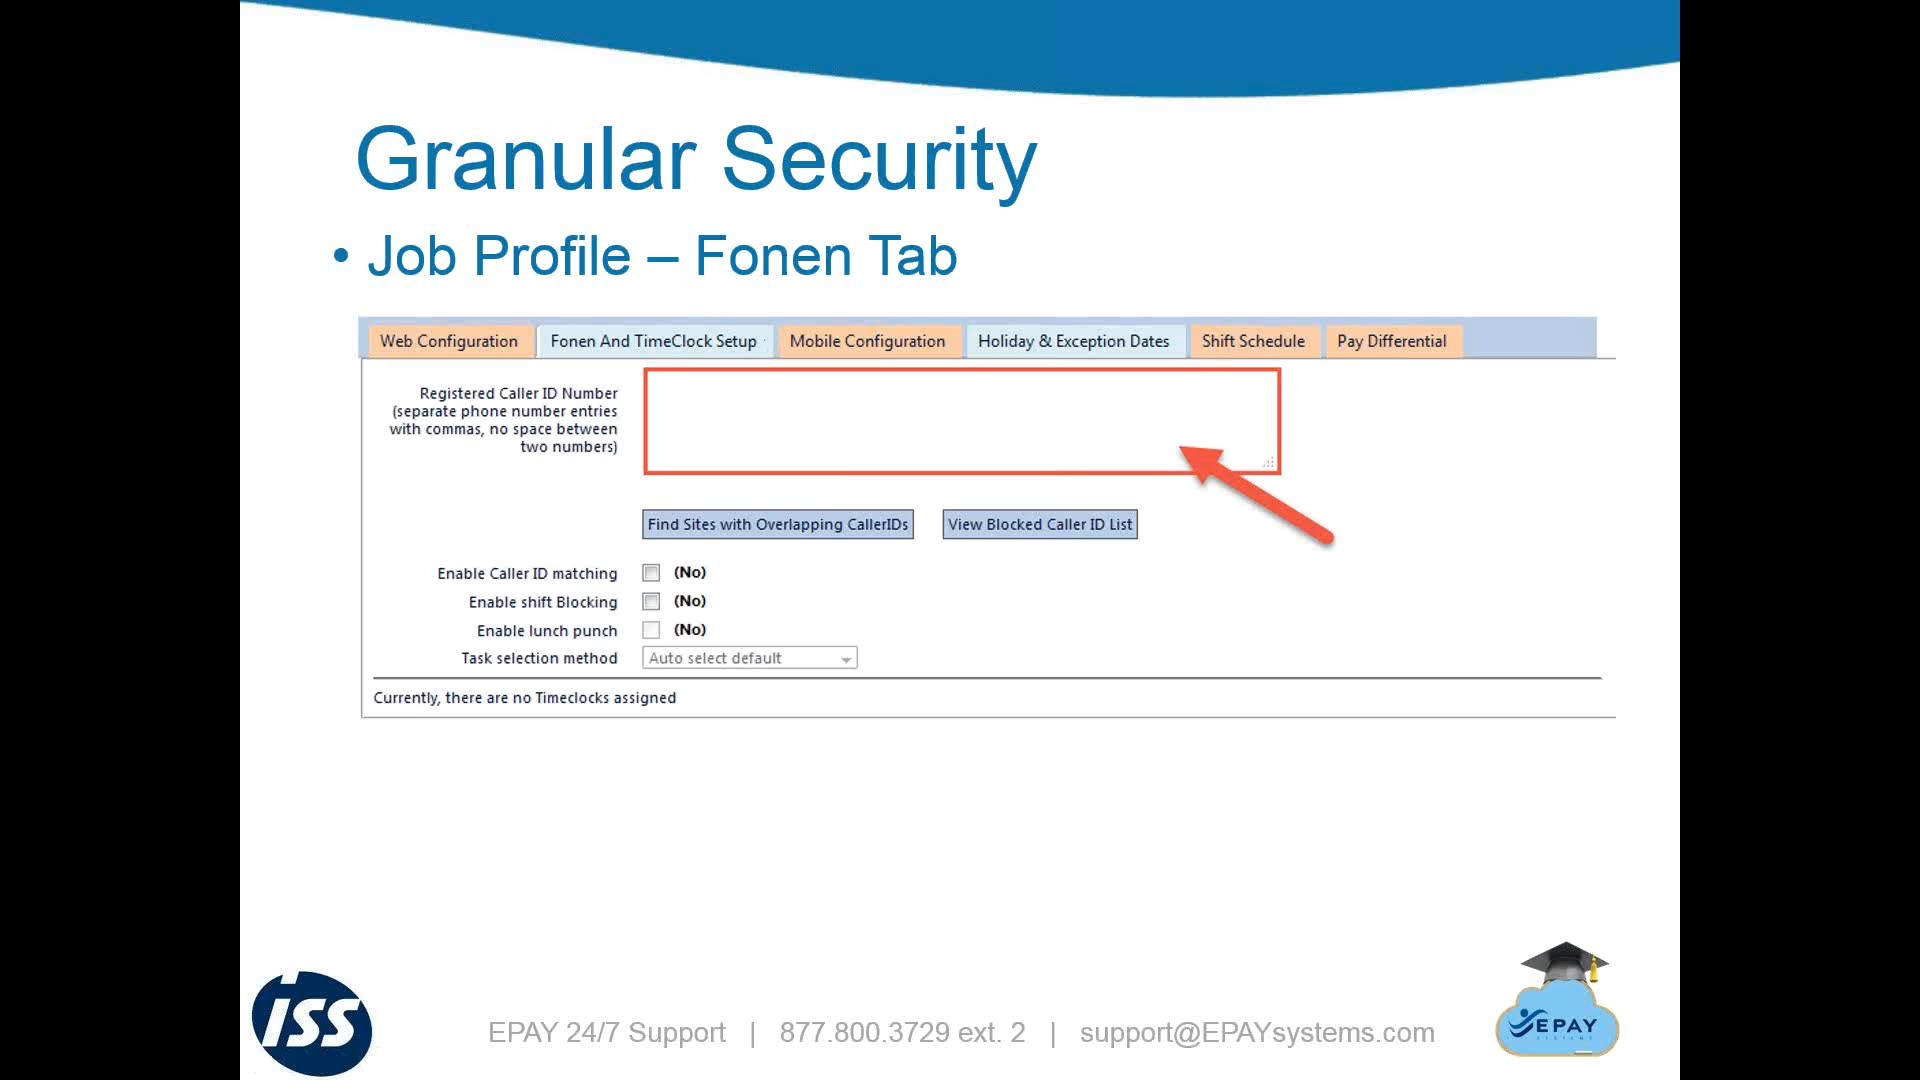 Granular Security
• Job Profile – Fonen Tab
Web Configuration Fonen And TimeClock Setup Mobile Configuration Holiday & Exception Dates Shift Schedule Pay Differential
Registered Caller ID Number
(separate phone number entries
with commas, no space between
two numbers)
Find Sites with Overlapping CallerIDs View Blocked Caller ID List
Enable Caller ID matching (No)
Enable shift Blocking (No)
Enable lunch punch (No)
Task selection method Auto select default
Currently, there are no Timeclocks assigned
ISS
EPAY 24/7 Support | 877.800.3729 ext. 2 | support@EPAYsystems.com
EPAY
SYSTEMS